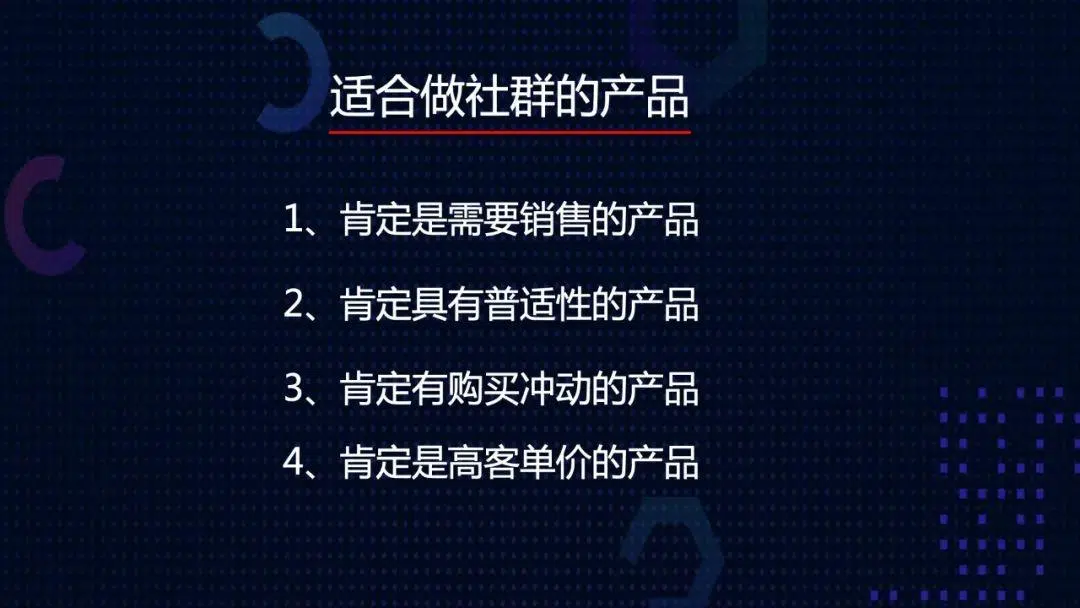 适合做社群的产品
1、肯定是需要销售的产品
2、肯定具有普适性的产品
3、肯定有购买冲动的产品
4、肯定是高客单价的产品